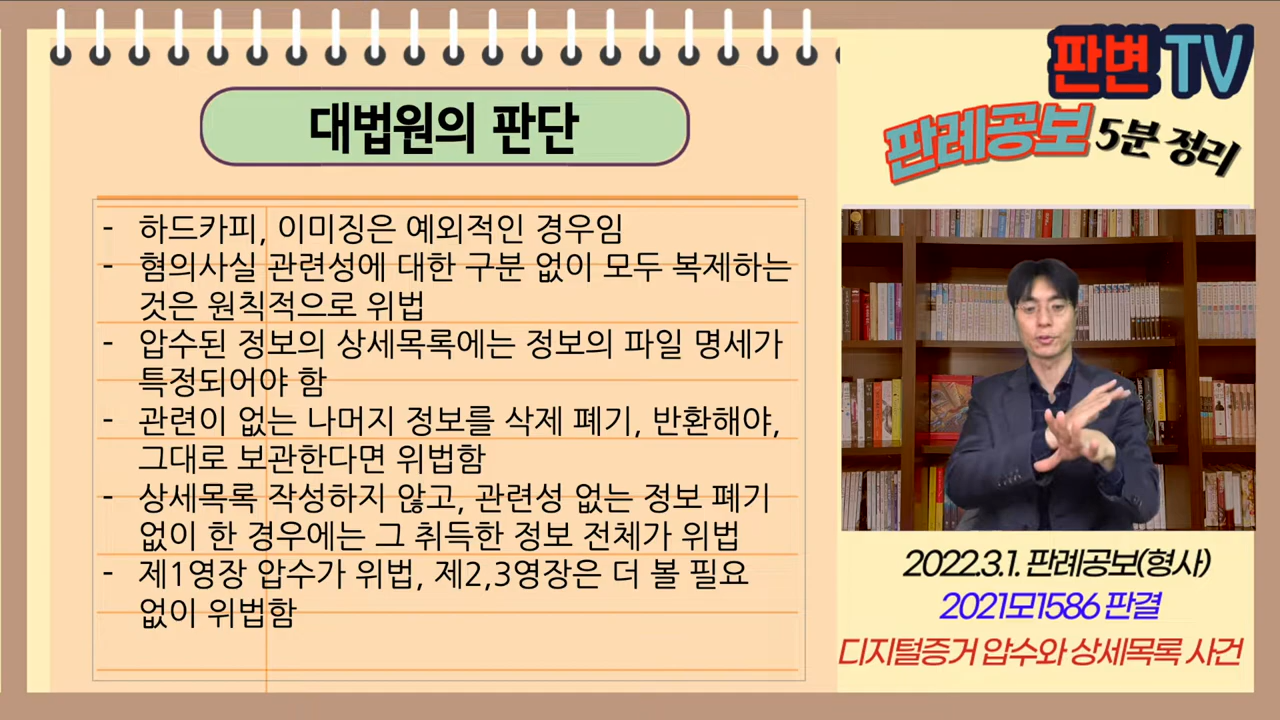 판변 TV
판례공보 5분 정리
대법원의 판단
- 하드카피, 이미징은 예외적인 경우임
- 혐의사실 관련성에 대한 구분 없이 모두 복제하는
것은 원칙적으로 위법
- 압수된 정보의 상세목록에는 정보의 파일 명세가
특정되어야 함
- 관련이 없는 나머지 정보를 삭제 폐기, 반환해야,
그대로 보관한다면 위법함
- 상세목록 작성하지 않고, 관련성 없는 정보 폐기
없이 한 경우에는 그 취득한 정보 전체가 위법
- 제1영장 압수가 위법, 제2,3영장은 더 볼 필요
없이 위법함
2022.3.1. 판례공보(형사)
2021모1586 판결
디지털증거 압수와 상세목록 사건